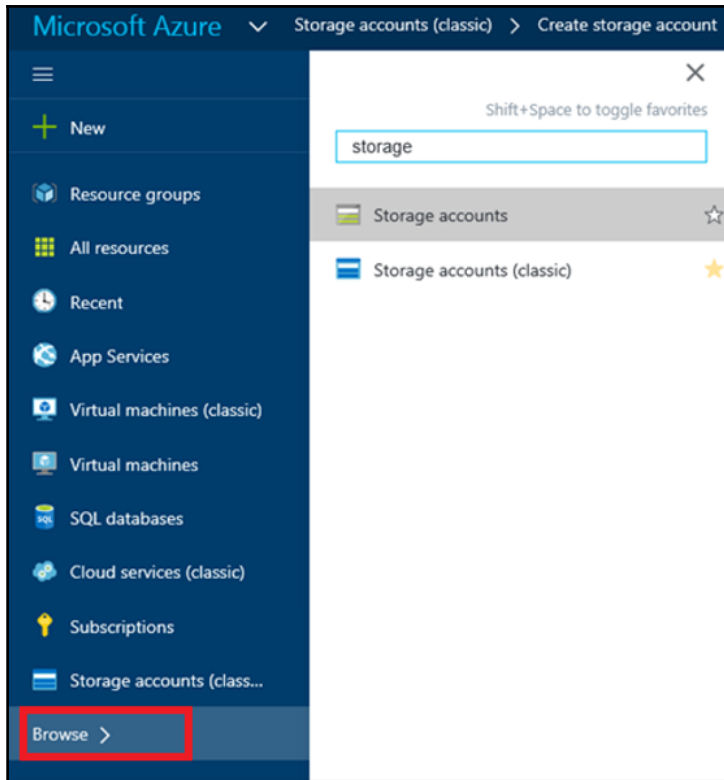 Microsoft Azure Storage accounts (classic) > Create storage account
Shift+Space to toggle favorites
New
storage
Resource groups
Storage accounts
All resources
Storage accounts (classic)
Recent
App Services
Virtual machines (classic)
Virtual machines
SQL databases
Cloud services (classic)
Subscriptions
Storage accounts (class...
Browse >